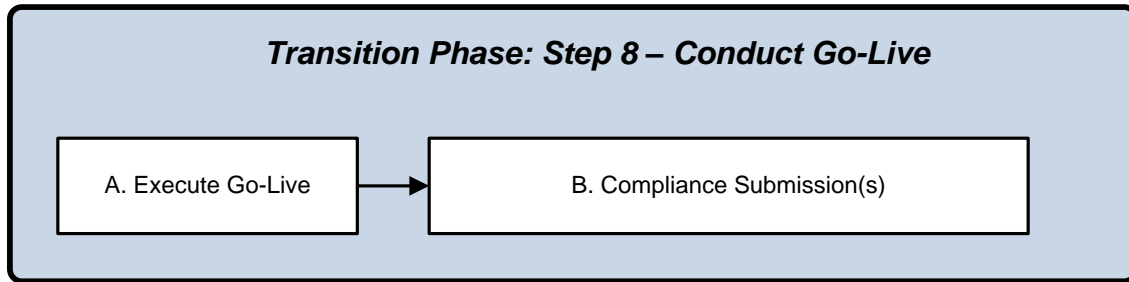 Transition Phase: Step 8 – Conduct Go-Live
A. Execute Go-Live
B. Compliance Submission(s)